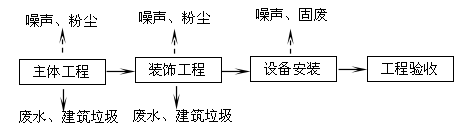 噪声、粉尘
噪声、粉尘
噪声、固废
主体工程
装饰工程
设备安装
工程验收
废水、建筑垃圾
废水、建筑垃圾